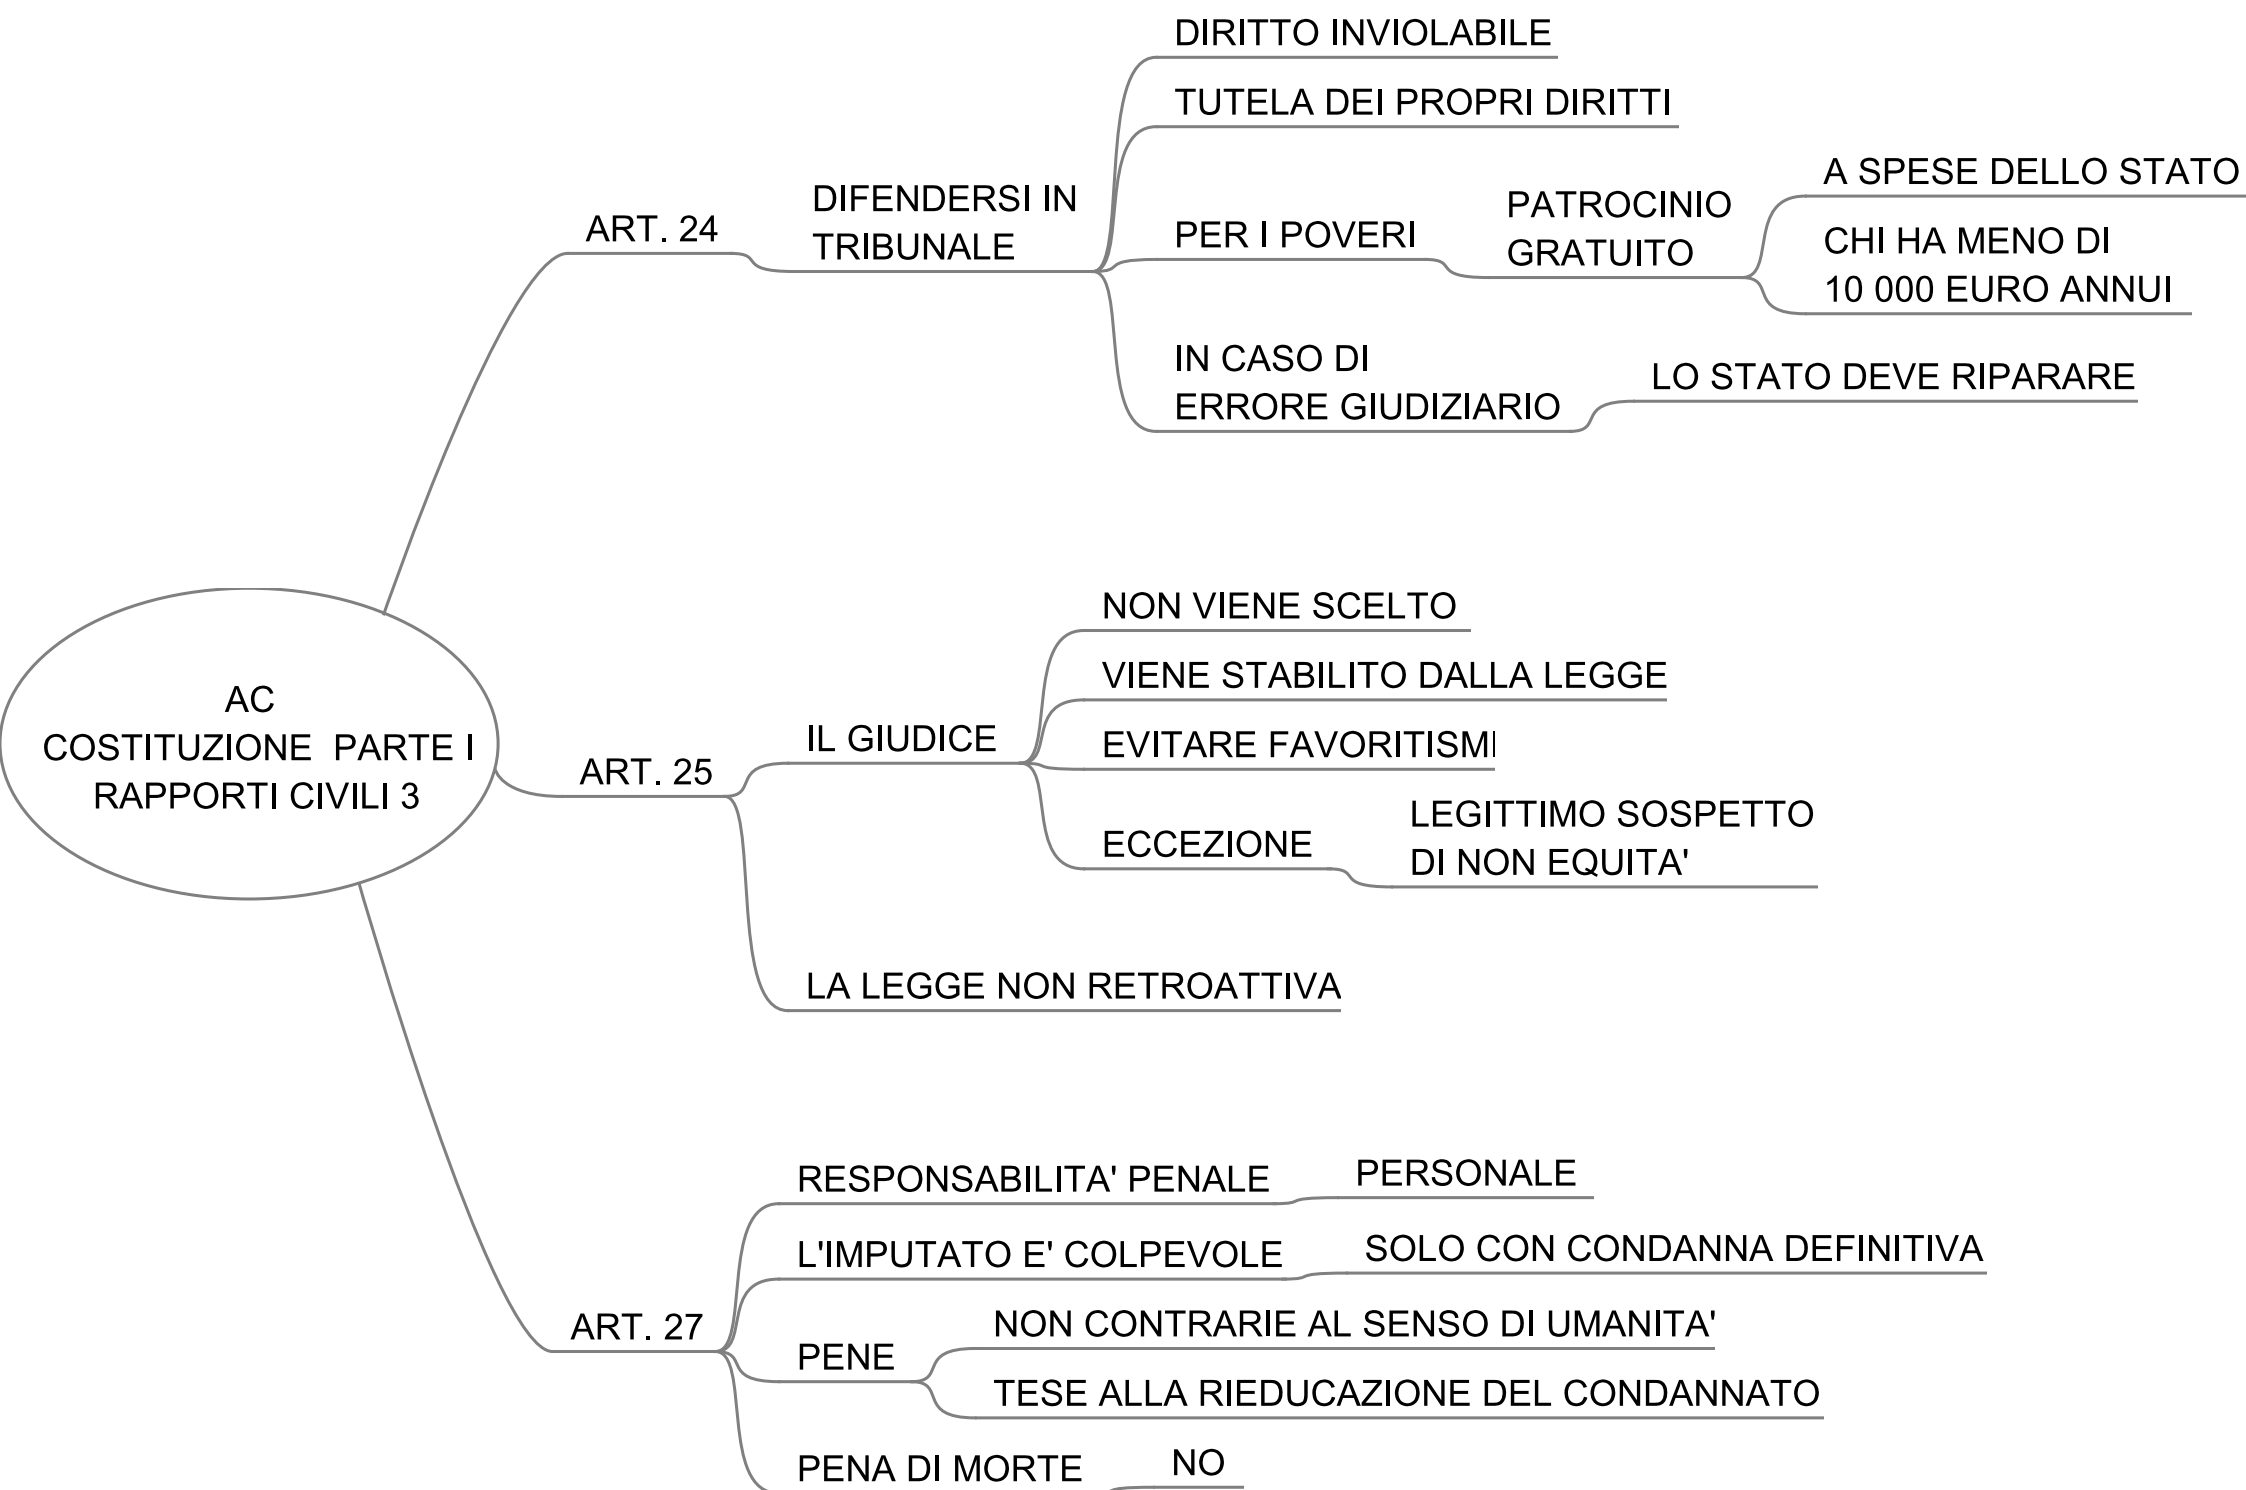 AC
COSTITUZIONE  PARTE I
RAPPORTI CIVILI 3
ART. 24
DIFENDERSI IN
TRIBUNALE
DIRITTO INVIOLABILE
TUTELA DEI PROPRI DIRITTI
PER I POVERI
PATROCINIO
GRATUITO
A SPESE DELLO STATO
CHI HA MENO DI
10 000 EURO ANNUI
IN CASO DI
ERRORE GIUDIZIARIO
LO STATO DEVE RIPARARE
ART. 25
IL GIUDICE
NON VIENE SCELTO
VIENE STABILITO DALLA LEGGE
EVITARE FAVORITISMI
ECCEZIONE
LEGITTIMO SOSPETTO
DI NON EQUITA'
LA LEGGE NON RETROATTIVA
ART. 27
RESPONSABILITA' PENALE
PERSONALE
L'IMPUTATO E' COLPEVOLE
SOLO CON CONDANNA DEFINITIVA
PENE
NON CONTRARIE AL SENSO DI UMANITA'
TESE ALLA RIEDUCAZIONE DEL CONDANNATO
PENA DI MORTE
NO